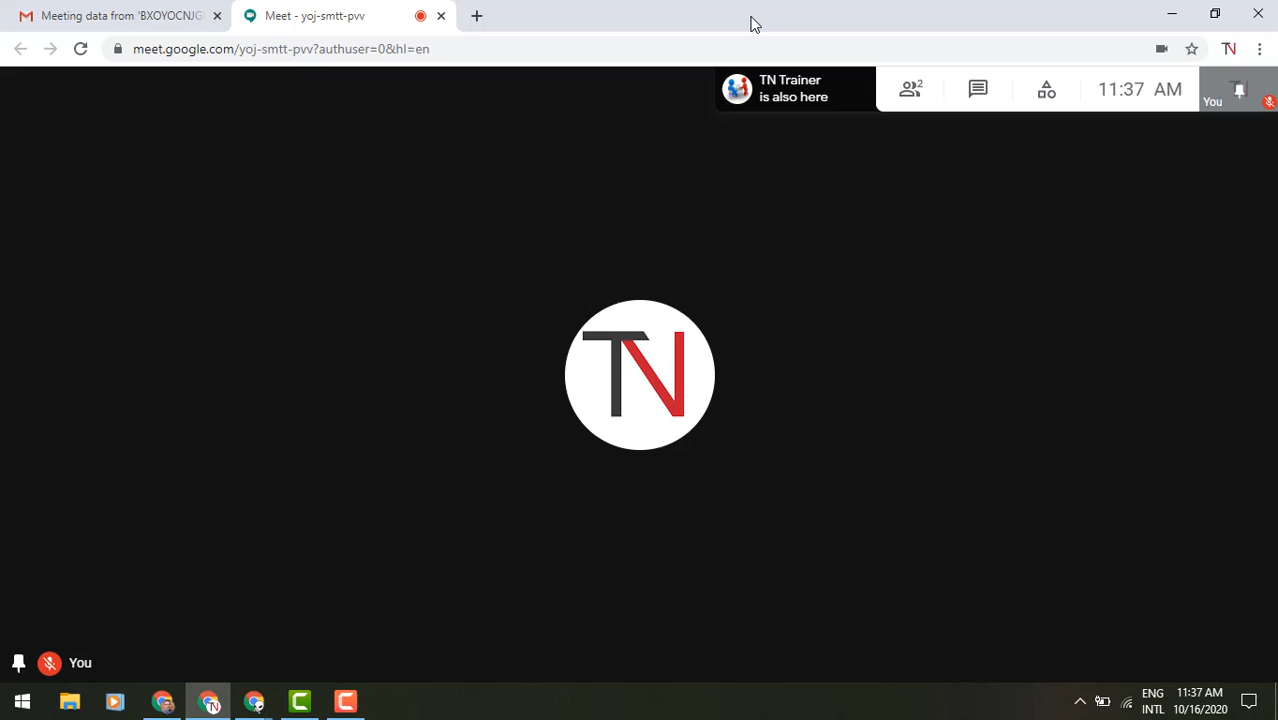 Meeting data from 'BXOYOCNJG
Meet - yoj-smtt-pvv
meet.google.com/yoj-smtt-pvv?authuser=0&hl=en
TN
TN Trainer
is also here
2
11:37 AM
You
TN
You
ENG
INTL
11:37 AM
10/16/2020